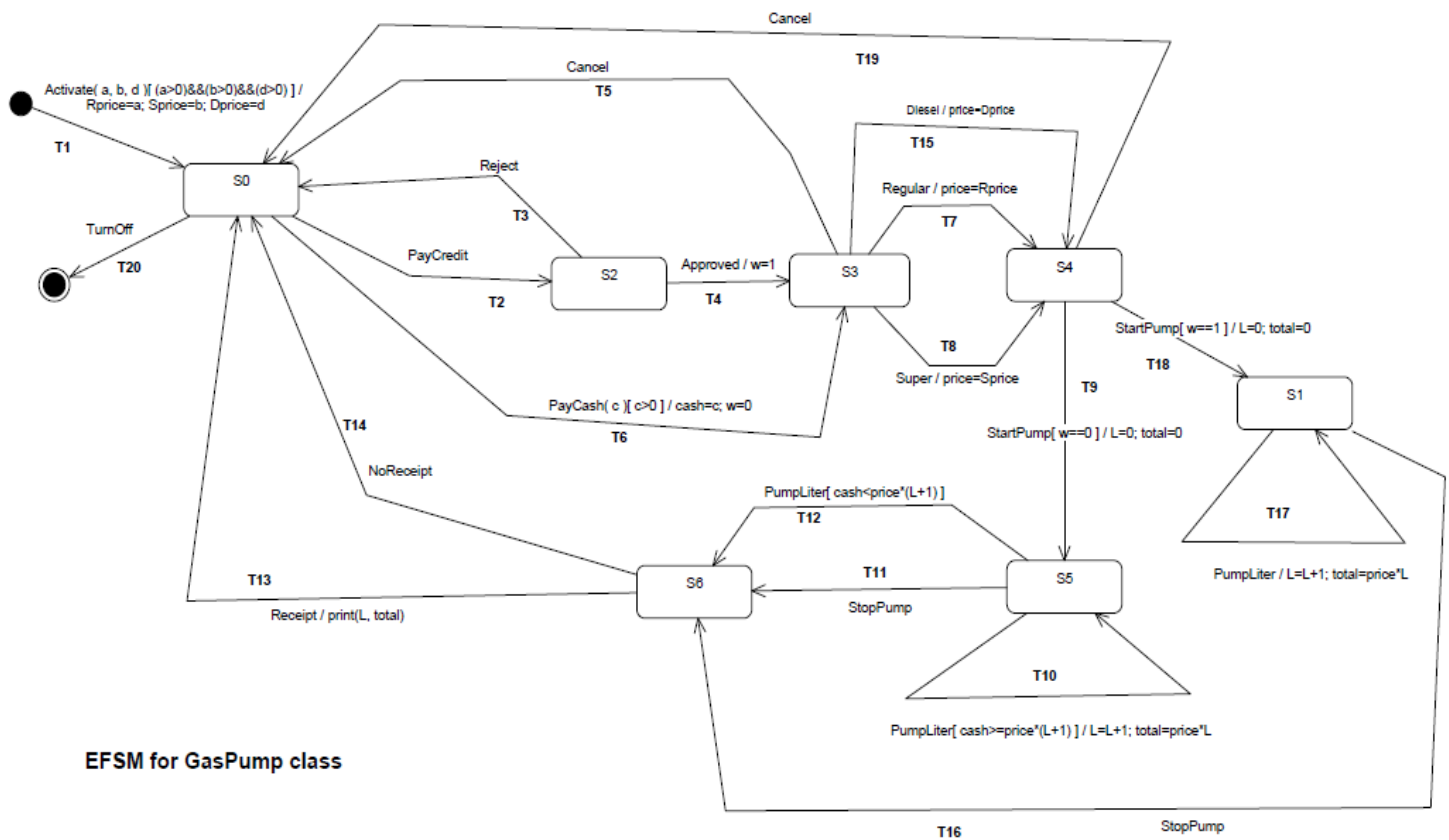 Cancel
T19
Cancel
T5
Activate( a, b, d )[ (a>0)&&(b>0)&&(d>0) ] /
Rprice=a; Sprice=b; Dprice=d
T1
Diesel / price=Dprice
T15
S0
Reject
T3
Regular / price=Rprice
T7
TurnOff
T20
PayCredit
T2
S2
Approved / w=1
T4
S3
S4
StartPump[ w==1 ] / L=0; total=0
T18
T8
Super / price=Sprice
T9
S1
PayCash( c )[ c>0 ] / cash=c; w=0
T6
T14
StartPump[ w==0 ] / L=0; total=0
NoReceipt
PumpLiter[ cash<price*(L+1) ]
T12
T17
PumpLiter / L=L+1; total=price*L
S6
T11
StopPump
S5
T13
Receipt / print(L, total)
T10
PumpLiter[ cash>=price*(L+1) ] / L=L+1; total=price*L
EFSM for GasPump class
T16
StopPump